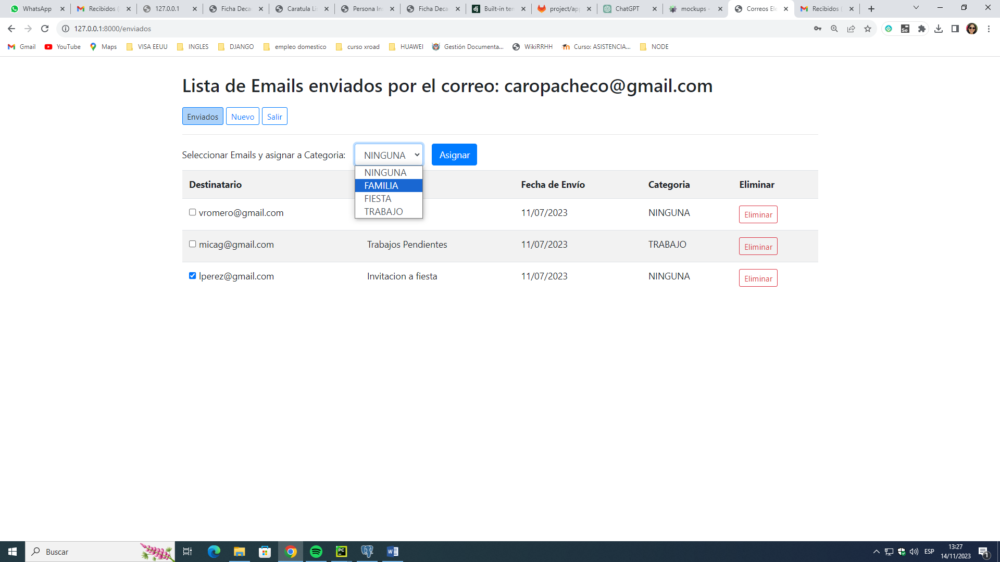 WhatsApp
Recibidos (
127.0.0.1
Ficha Deca
Caratula Li
Persona In
Ficha Deca
Built-in ten
project/ap
ChatGPT
mockups -
Correos Ele
Recibidos (
127.0.0.1:8000/enviados
Gmail YouTube Maps VISA EEUU INGLES DJANGO empleo domestico curso xroad HUAWEI Gestión Documenta... WikiRRHH Curso: ASISTENCIA... NODE
Lista de Emails enviados por el correo: caropacheco@gmail.com
Enviados Nuevo Salir
Seleccionar Emails y asignar a Categoria: NINGUNA Asignar
NINGUNA
FAMILIA
FIESTA
TRABAJO
Destinatario Fecha de Envío Categoria Eliminar
vromero@gmail.com 11/07/2023 NINGUNA Eliminar
micag@gmail.com Trabajos Pendientes 11/07/2023 TRABAJO Eliminar
lperez@gmail.com Invitacion a fiesta 11/07/2023 NINGUNA Eliminar
Buscar
ESP
13:27
14/11/2023
1